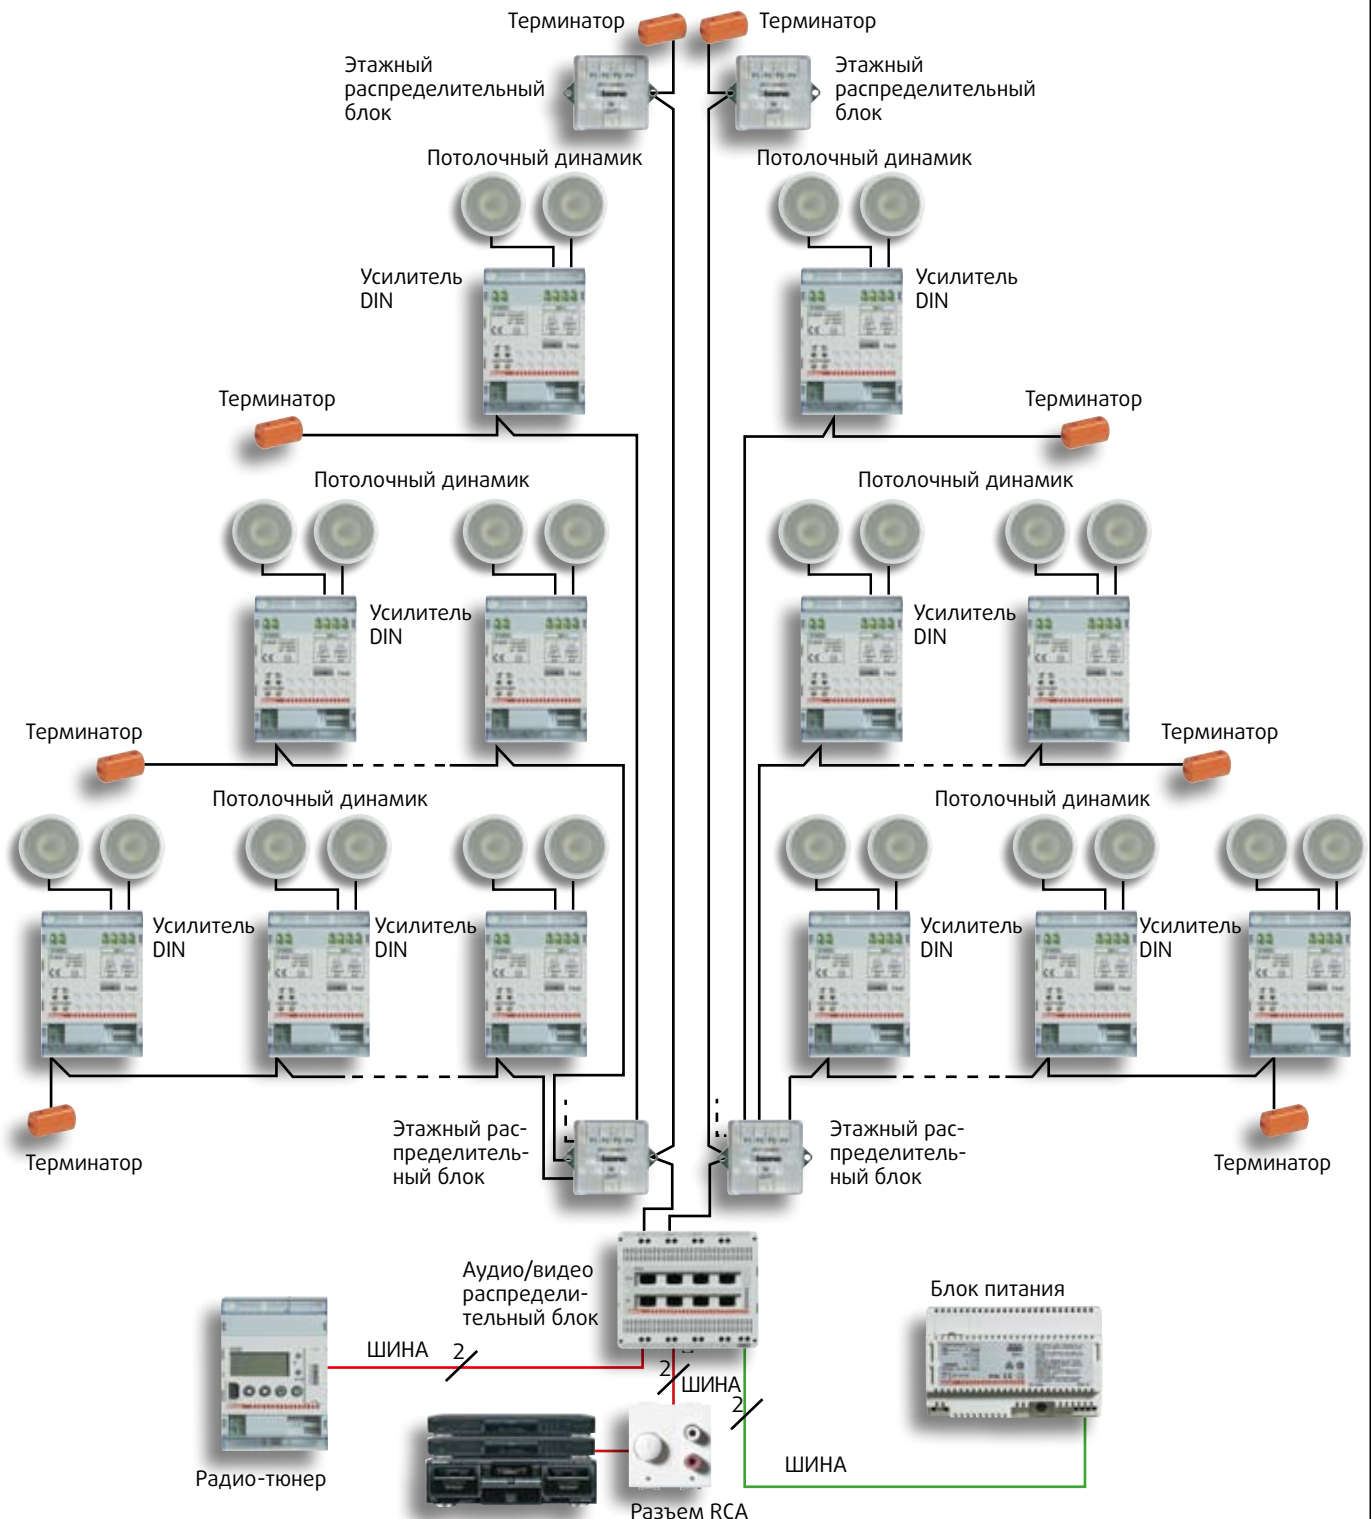 Терминатор
Терминатор
Этажный
распределительный
блок
Этажный
распределительный
блок
Потолочный динамик
Потолочный динамик
Усилитель
DIN
Усилитель
DIN
Терминатор
Терминатор
Потолочный динамик
Потолочный динамик
Усилитель
DIN
Усилитель
DIN
Терминатор
Терминатор
Потолочный динамик
Потолочный динамик
Усилитель
DIN
Усилитель
DIN
Усилитель
DIN
Усилитель
DIN
Терминатор
Этажный рас-
пределитель-
ный блок
Этажный рас-
пределитель-
ный блок
Терминатор
Аудио/видео
распредели-
тельный блок
Блок питания
ШИНА
2
2
ШИНА
2
ШИНА
Радио-тюнер
Разъем RCA